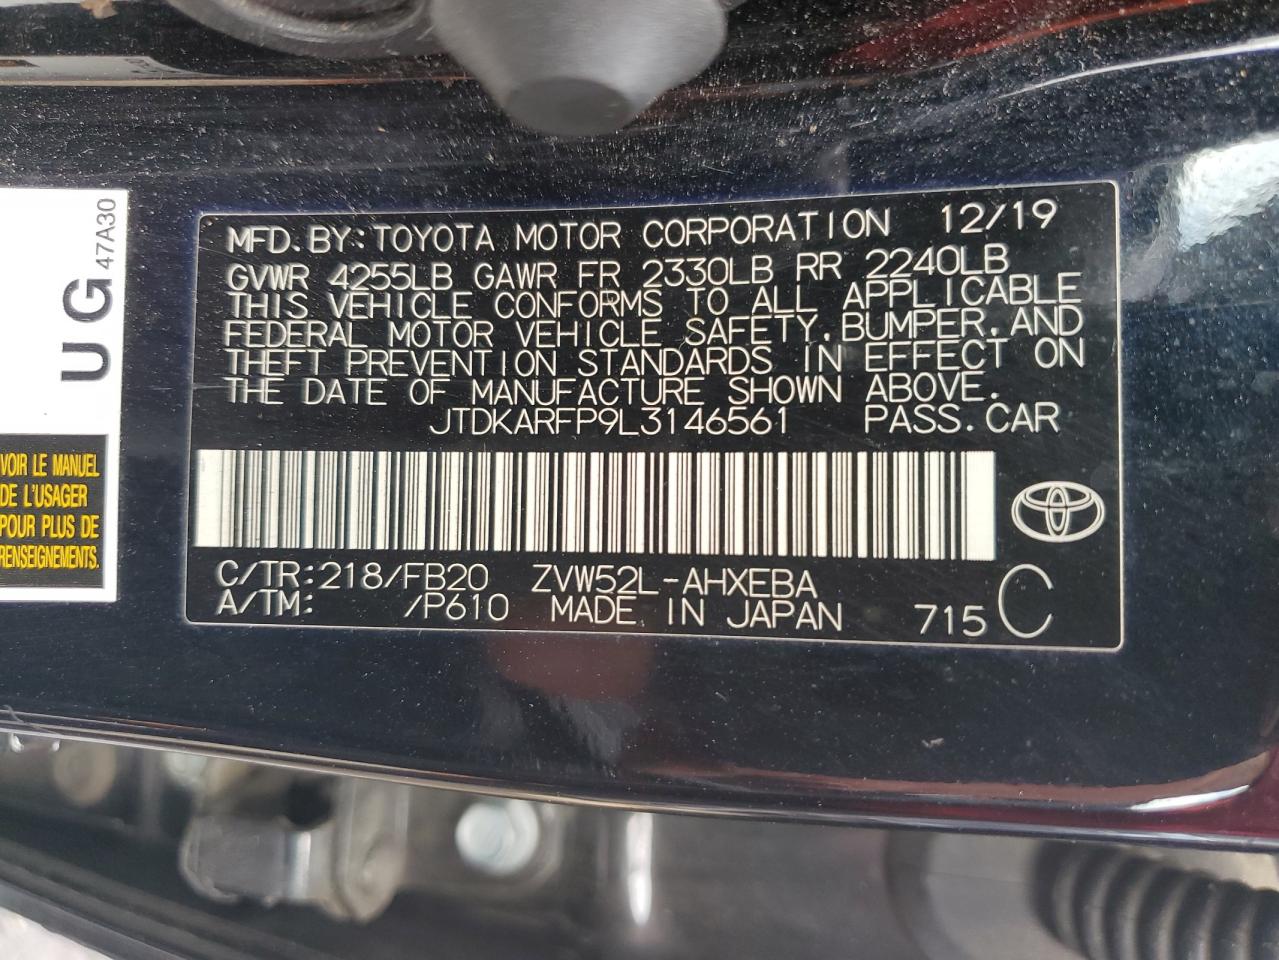 MFD.BY:TOYOTA MOTOR CORPORATION 12/19
GVWR 4255LB GAWR FR 2330LB RR 2240LB
THIS VEHICLE CONFORMS TO ALL APPLICABLE
FEDERAL MOTOR VEHICLE SAFETY,BUMPER,AND
THEFT PREVENTION STANDARDS IN EFFECT ON
THE DATE OF MANUFACTURE SHOWN ABOVE.
JTDKARFP9L3146561 PASS.CAR
C/TR:218/FB20 ZVW52L-AHXEBA
A/TM: /P610 MADE IN JAPAN 715 C
UG 47A30
VOIR LE MANUEL
DE L'USAGER
POUR PLUS DE
RENSEIGNEMENTS.